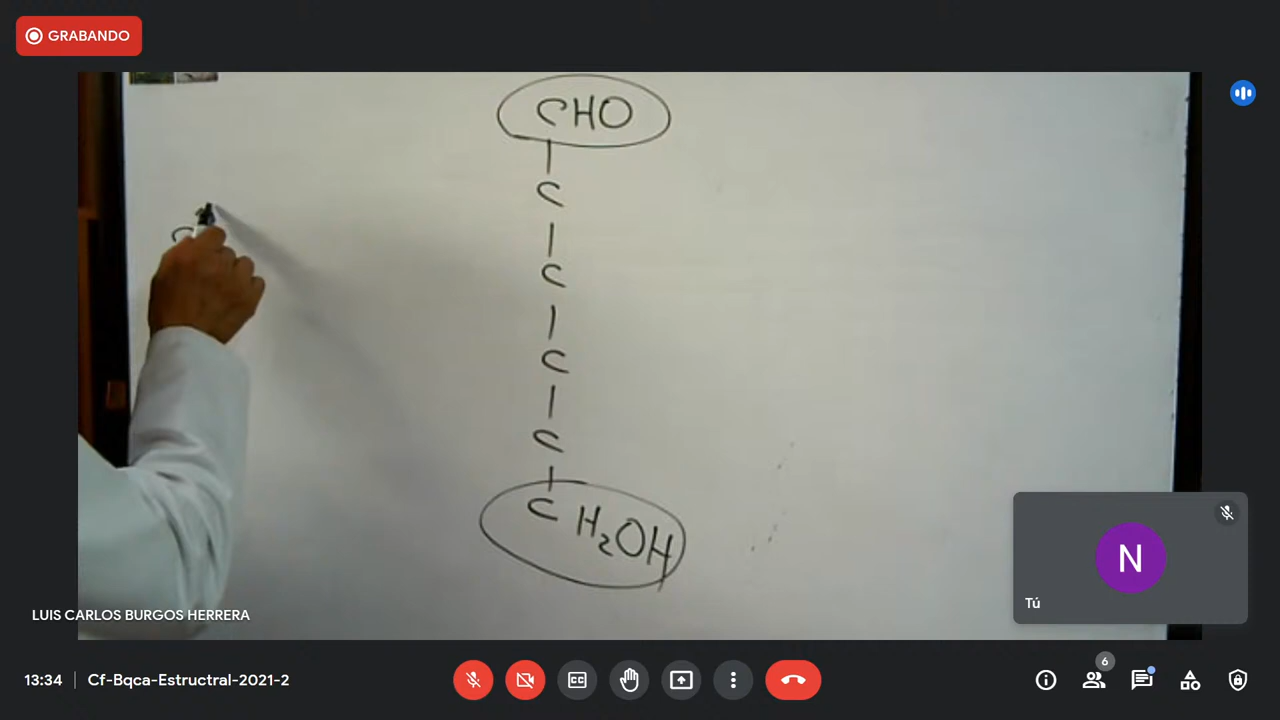 GRABANDO
CHO
|
C
|
C
|
C
|
C
|
CH₂OH
C
N
Tú
LUIS CARLOS BURGOS HERRERA
13:34 Cf-Bqca-Estructral-2021-2
6